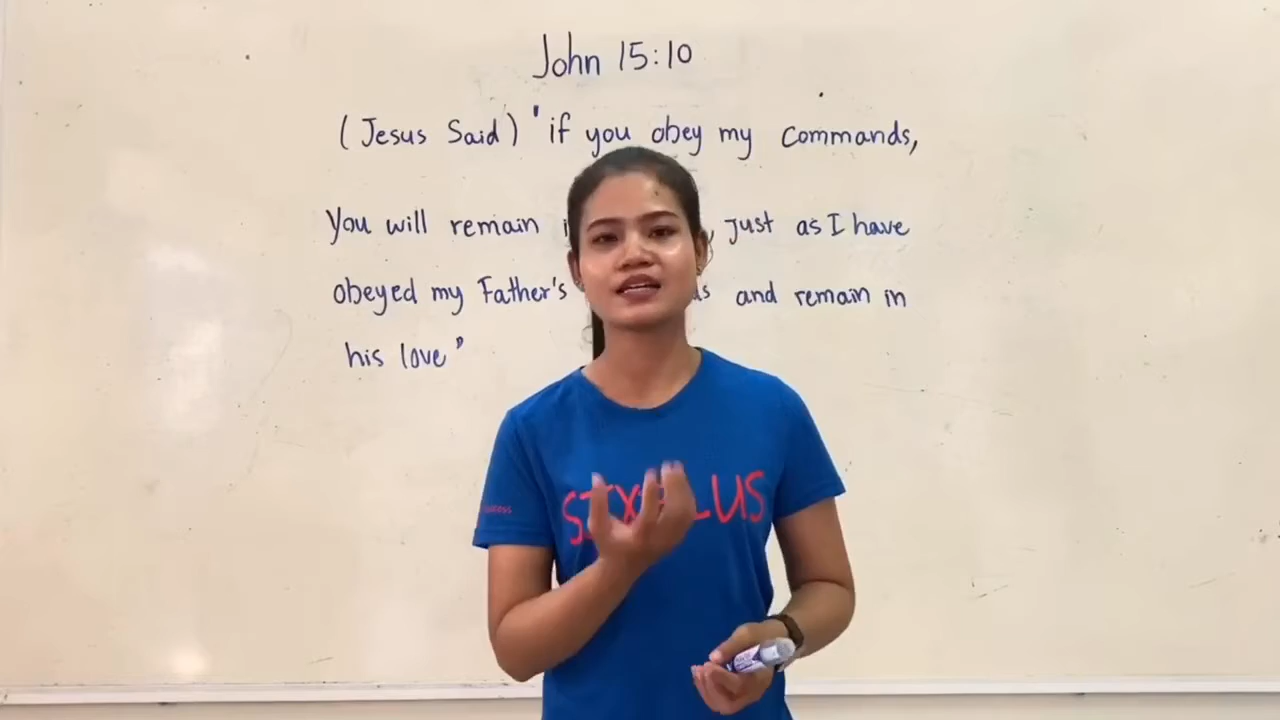 John 15:10
(Jesus Said) "if you obey my Commands,
You will remain , just as I have
obeyed my Father's and remain in
his love"